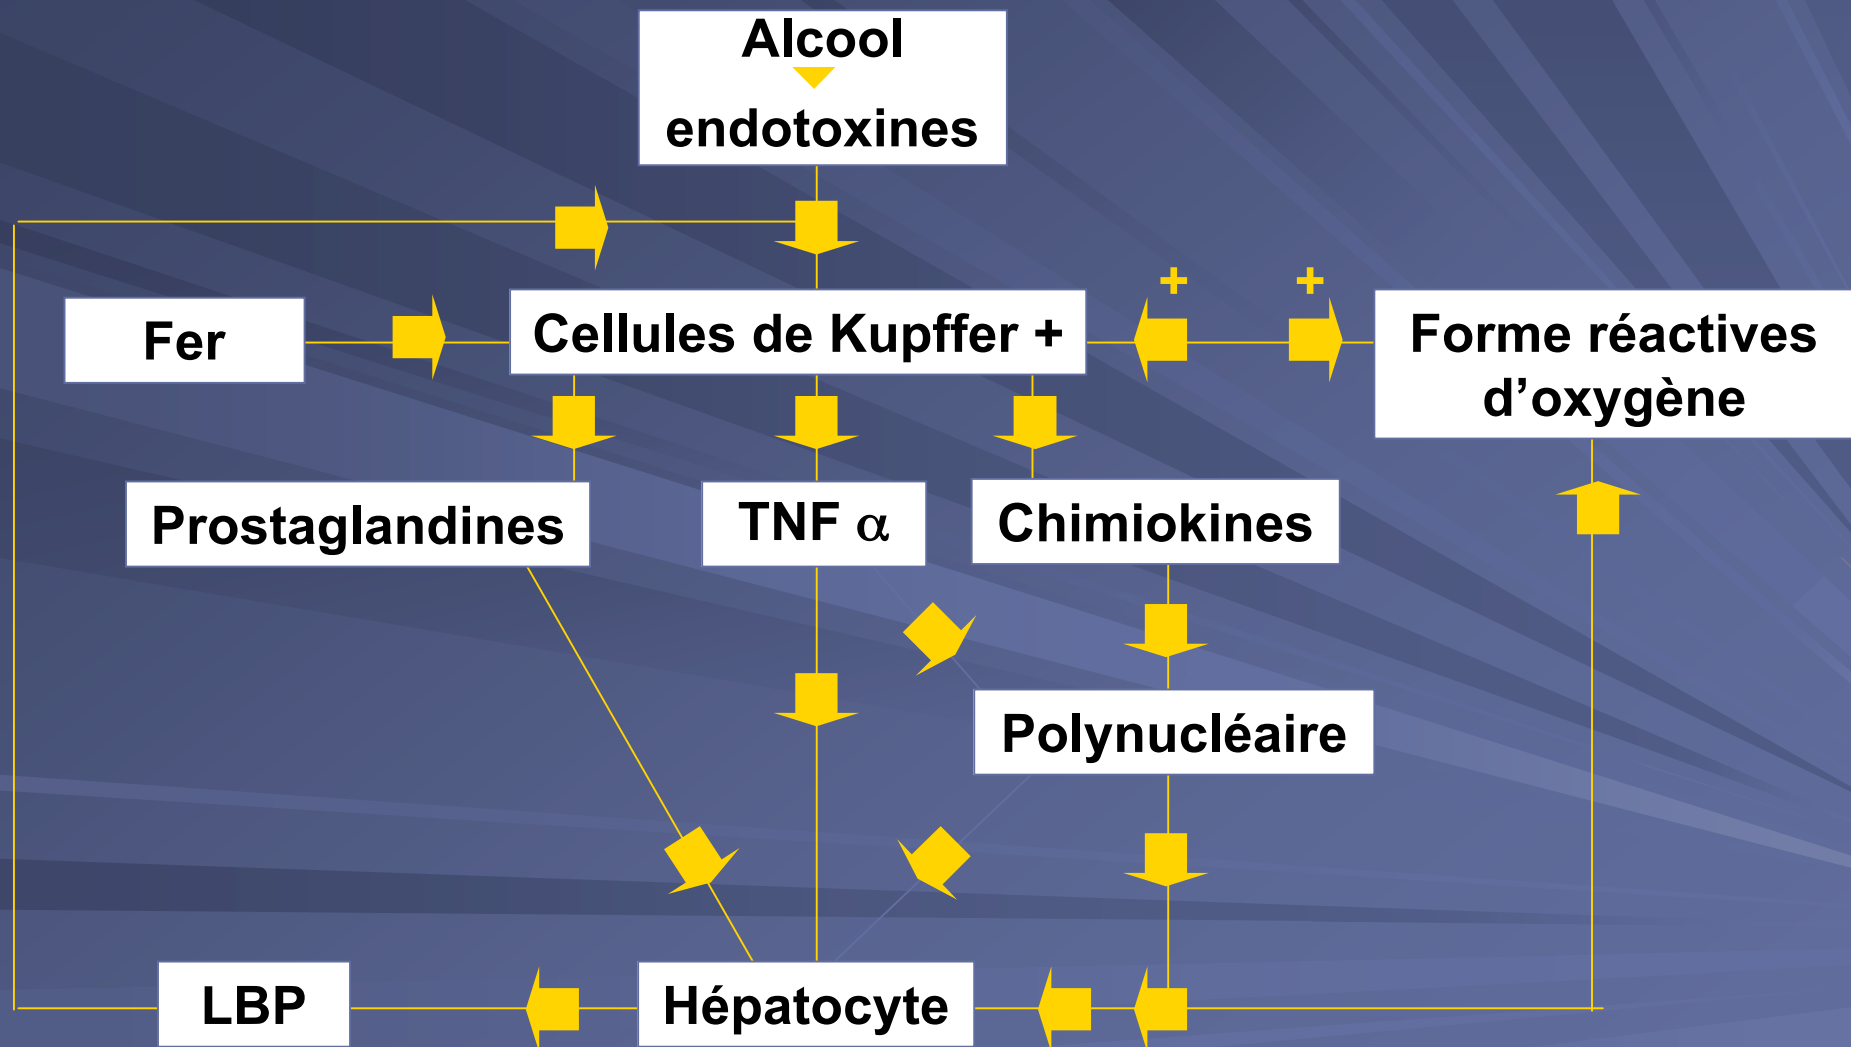 Alcool
endotoxines
+ +
Fer
Cellules de Kupffer +
Forme réactives
d’oxygène
Prostaglandines
TNF α
Chimiokines
Polynucléaire
LBP
Hépatocyte